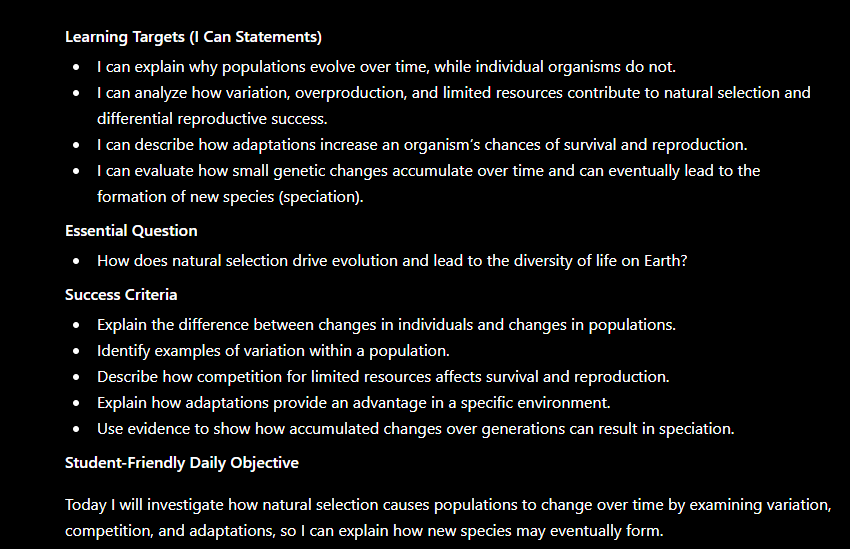 Learning Targets (I Can Statements)
• I can explain why populations evolve over time, while individual organisms do not.
• I can analyze how variation, overproduction, and limited resources contribute to natural selection and
differential reproductive success.
• I can describe how adaptations increase an organism’s chances of survival and reproduction.
• I can evaluate how small genetic changes accumulate over time and can eventually lead to the
formation of new species (speciation).
Essential Question
• How does natural selection drive evolution and lead to the diversity of life on Earth?
Success Criteria
• Explain the difference between changes in individuals and changes in populations.
• Identify examples of variation within a population.
• Describe how competition for limited resources affects survival and reproduction.
• Explain how adaptations provide an advantage in a specific environment.
• Use evidence to show how accumulated changes over generations can result in speciation.
Student-Friendly Daily Objective
Today I will investigate how natural selection causes populations to change over time by examining variation,
competition, and adaptations, so I can explain how new species may eventually form.